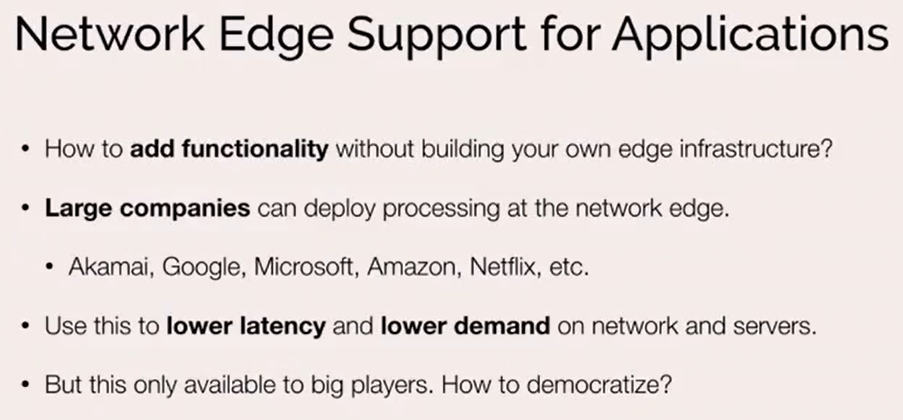 Network Edge Support for Applications
• How to add functionality without building your own edge infrastructure?
• Large companies can deploy processing at the network edge.
• Akamai, Google, Microsoft, Amazon, Netflix, etc.
• Use this to lower latency and lower demand on network and servers.
• But this only available to big players. How to democratize?